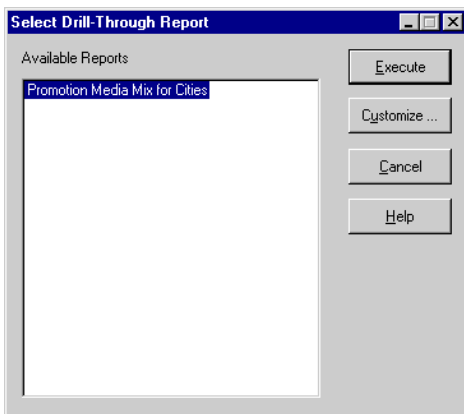 Select Drill-Through Report
Available Reports
Promotion Media Mix for Cities
Execute
Customize ...
Cancel
Help